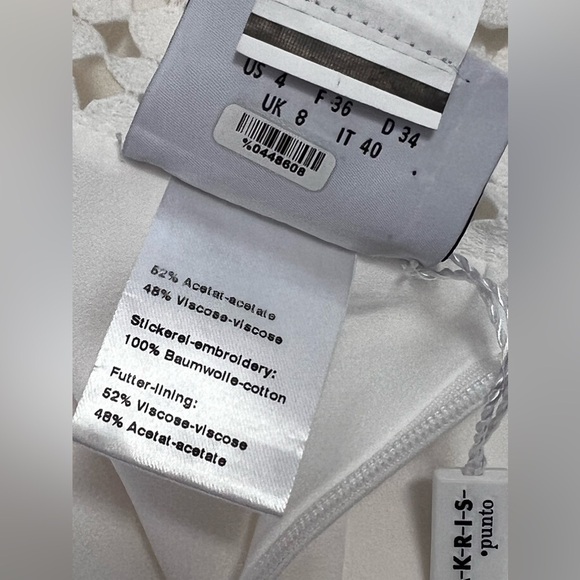 US 4 F 36 D 34
UK 8 IT 40
%0448608
52% Acetat-acetate
48% Viscose-viscose
Stickerei-embroidery:
100% Baumwolle-cotton
Futter-lining:
52% Viscose-viscose
48% Acetat-acetate
A-K-R-I-S-
•punto